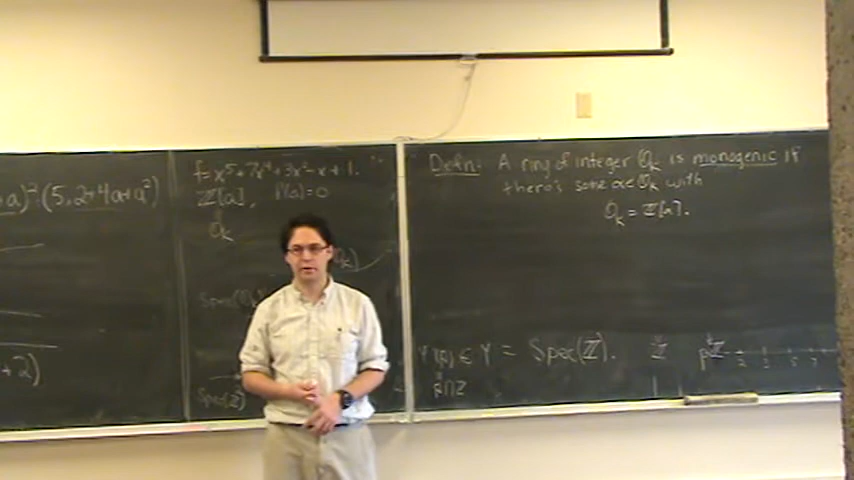 +a)²(5, 2+4a+a²)
+2)
f=x⁵+7x⁴+3x²-x+1.
ℤ[a], f(a)=0
O_k
O_k)
Spec(O_k
Spec(ℤ)
Defn: A ring of integer O_k is monogenic if
there's some a∈O_k with
O_k = ℤ[a].
∈ Y = Spec(ℤ).
pℤ
∩ℤ